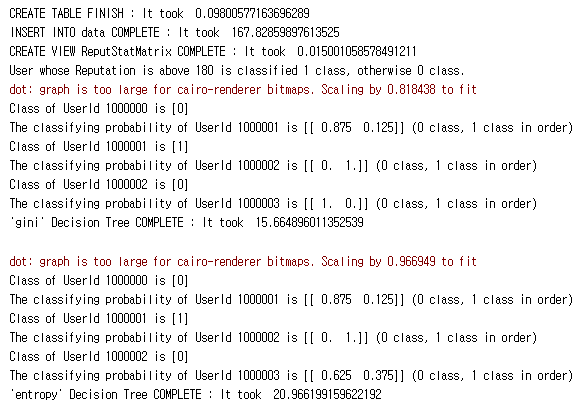 CREATE TABLE FINISH : It took  0.09800577163696289
INSERT INTO data COMPLETE : It took  167.82859897613525
CREATE VIEW ReputStatMatrix COMPLETE : It took  0.015001058578491211
User whose Reputation is above 180 is classified 1 class, otherwise 0 class.
dot: graph is too large for cairo-renderer bitmaps. Scaling by 0.818438 to fit
Class of UserId 1000000 is [0]
The classifying probability of UserId 1000001 is [[ 0.875  0.125]] (0 class, 1 class in order)
Class of UserId 1000001 is [1]
The classifying probability of UserId 1000002 is [[ 0.  1.]] (0 class, 1 class in order)
Class of UserId 1000002 is [0]
The classifying probability of UserId 1000003 is [[ 1.  0.]] (0 class, 1 class in order)
'gini' Decision Tree COMPLETE : It took  15.664896011352539
dot: graph is too large for cairo-renderer bitmaps. Scaling by 0.966949 to fit
Class of UserId 1000000 is [0]
The classifying probability of UserId 1000001 is [[ 0.875  0.125]] (0 class, 1 class in order)
Class of UserId 1000001 is [1]
The classifying probability of UserId 1000002 is [[ 0.  1.]] (0 class, 1 class in order)
Class of UserId 1000002 is [0]
The classifying probability of UserId 1000003 is [[ 0.625  0.375]] (0 class, 1 class in order)
'entropy' Decision Tree COMPLETE : It took  20.966199159622192